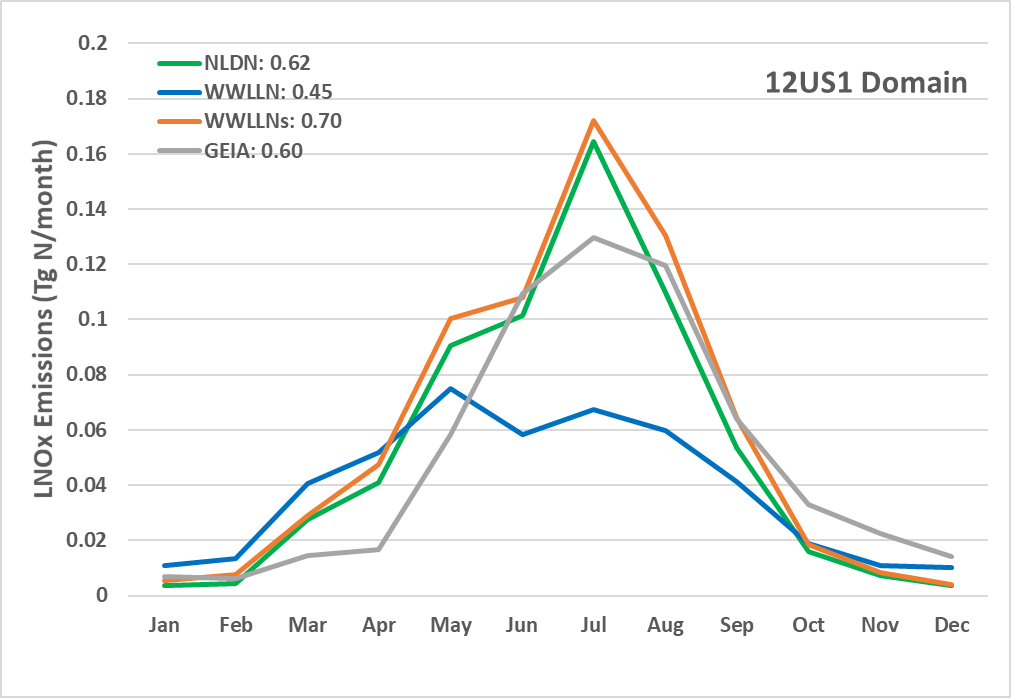 0.2
0.18
0.16
0.14
0.12
0.1
0.08
0.06
0.04
0.02
0
LNOx Emissions (Tg N/month)
NLDN: 0.62
WWLLN: 0.45
WWLLNs: 0.70
GEIA: 0.60
12US1 Domain
Jan Feb Mar Apr May Jun Jul Aug Sep Oct Nov Dec